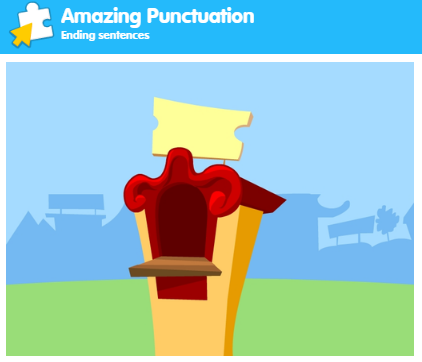 Amazing Punctuation
Ending sentences